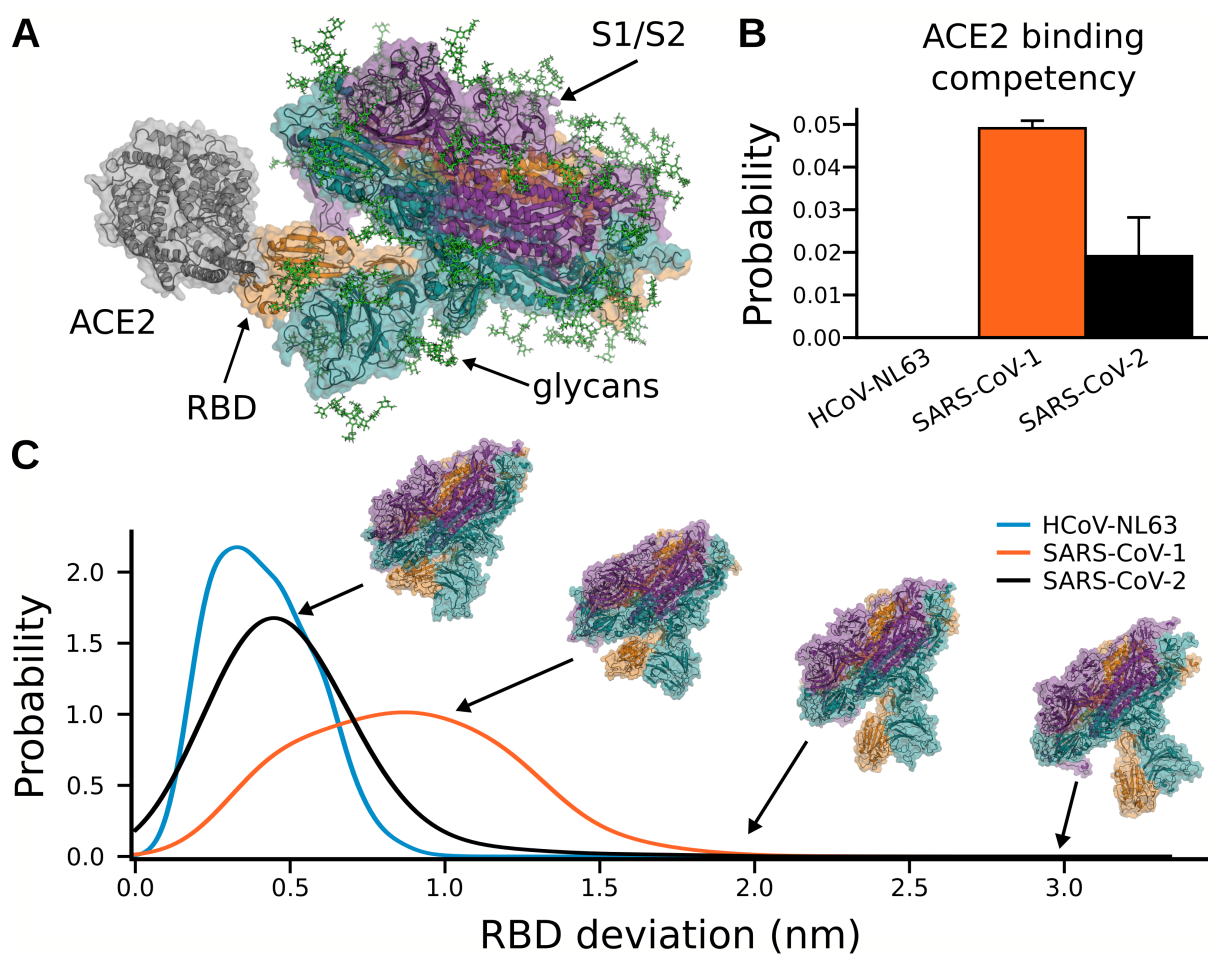 A
S1/S2
ACE2
RBD
glycans
B
ACE2 binding
competency
Probability
0.05
0.04
0.03
0.02
0.01
0.00
HCoV-NL63
SARS-CoV-1
SARS-CoV-2
C
HCoV-NL63
SARS-CoV-1
SARS-CoV-2
Probability
2.0
1.5
1.0
0.5
0.0
0.0 0.5 1.0 1.5 2.0 2.5 3.0
RBD deviation (nm)